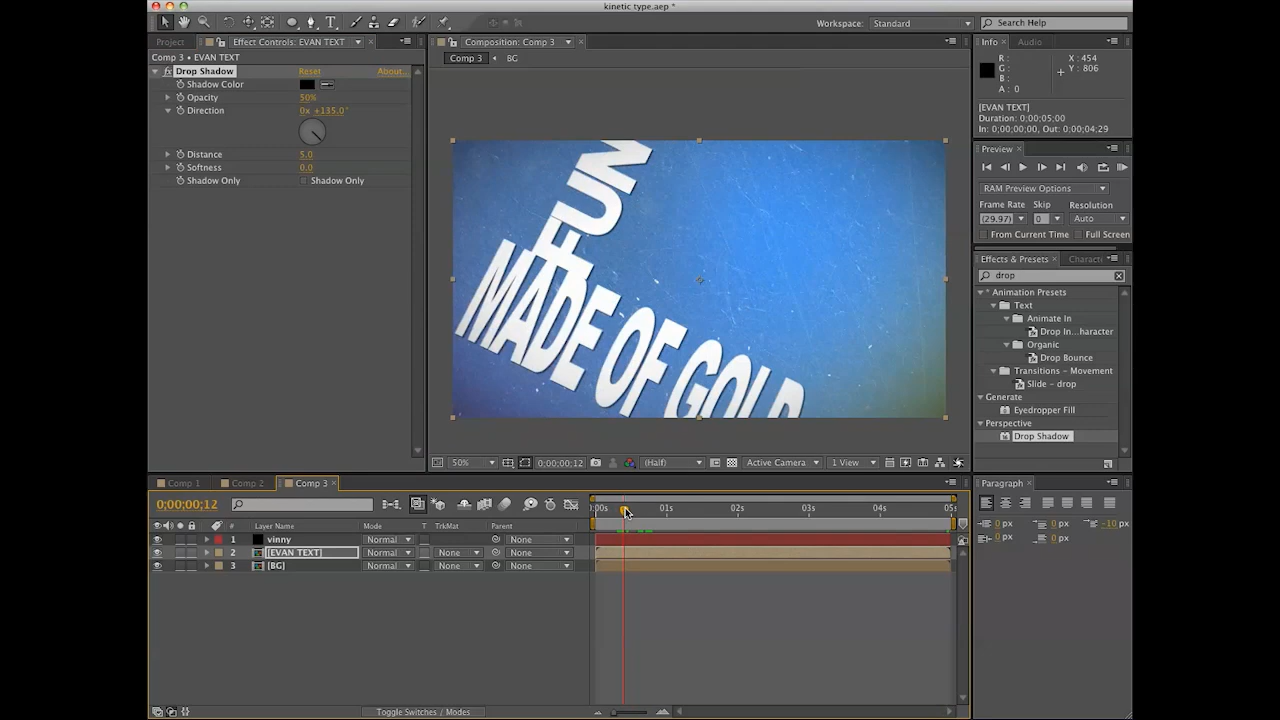 kinetic type.aep *
Workspace: Standard
Search Help
Project
Effect Controls: EVAN TEXT
Composition: Comp 3
Info
Audio
Comp 3 • EVAN TEXT
Comp 3
BG
Drop Shadow
Reset
About...
Shadow Color
Opacity
50%
Direction
0x +135.0°
Distance
5.0
Softness
0.0
Shadow Only
Shadow Only
FUN
MADE OF GOLD
R :
G :
B :
A : 0
X : 454
Y : 806
[EVAN TEXT]
Duration: 0;00;05;00
In: 0;00;00;00, Out: 0;00;04;29
Preview
RAM Preview Options
Frame Rate
Skip
Resolution
(29.97)
0
Auto
From Current Time
Full Screen
Effects & Presets
Characte
drop
* Animation Presets
Text
Animate In
Drop In...haracter
Organic
Drop Bounce
Transitions – Movement
Slide – drop
Generate
Eyedropper Fill
Perspective
Drop Shadow
50%
0;00;00;12
(Half)
Active Camera
1 View
Comp 1
Comp 2
Comp 3
Paragraph
0;00;00;12
:00s
01s
02s
03s
04s
05s
#
Layer Name
Mode
T
TrkMat
Parent
1
vinny
Normal
None
2
[EVAN TEXT]
Normal
None
None
3
[BG]
Normal
None
None
0 px
0 px
-10 px
0 px
0 px
Toggle Switches / Modes